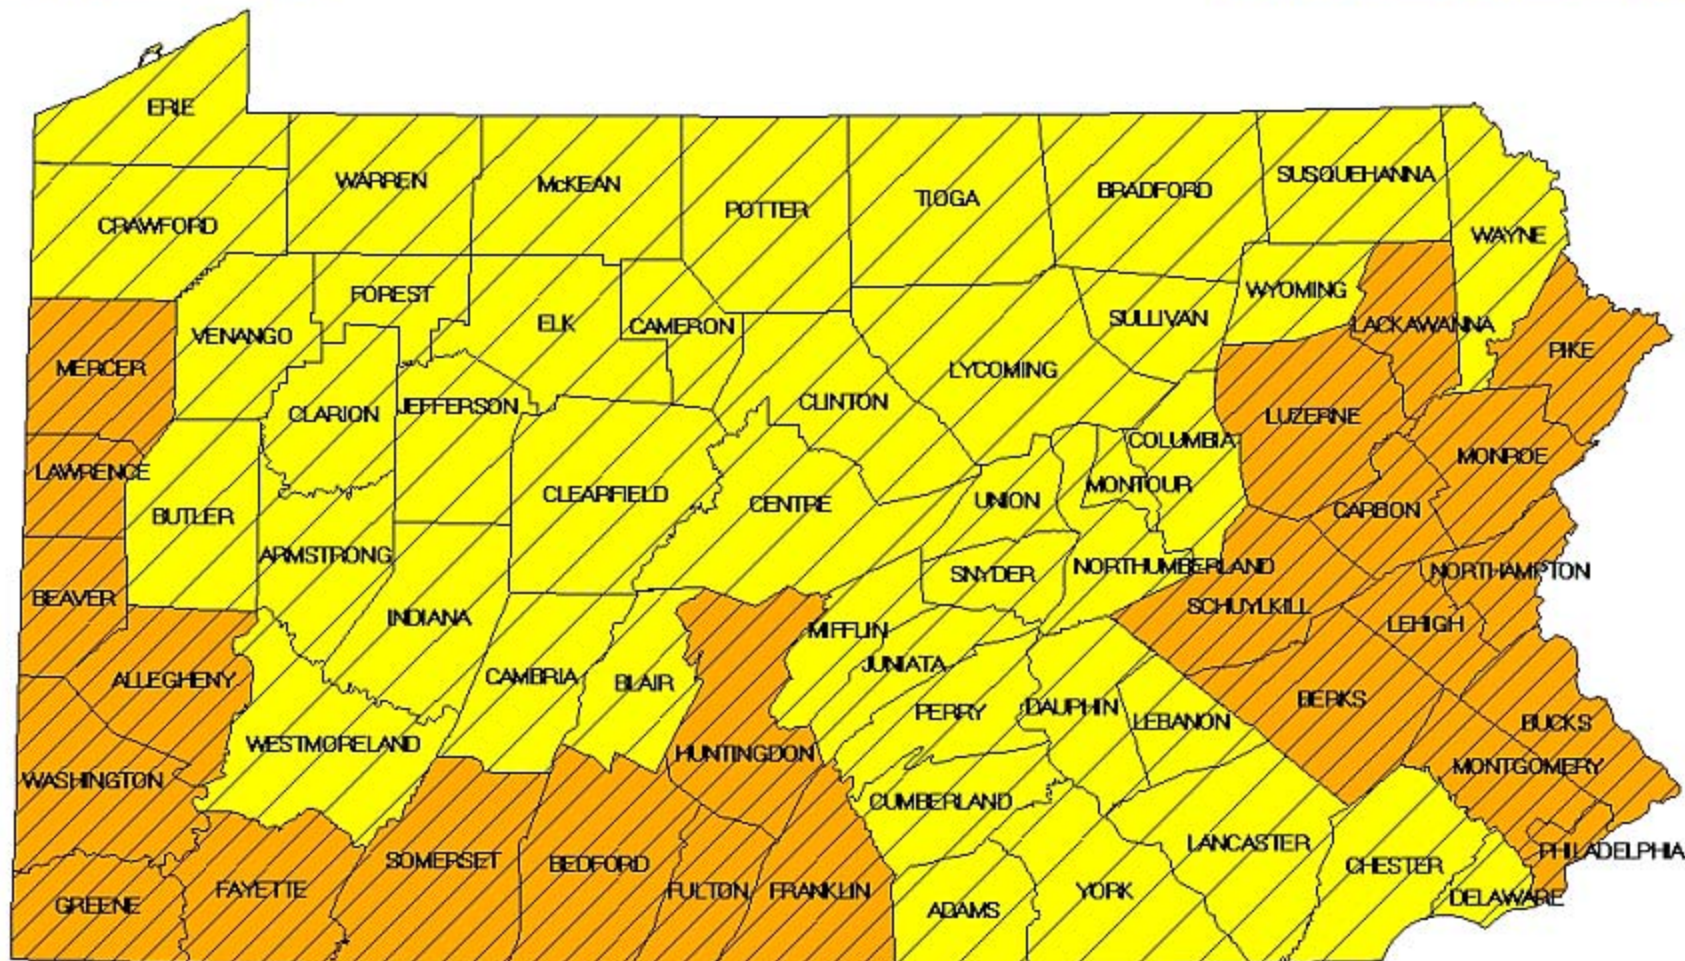 ERIE
WARREN
McKEAN
SUSQUEHANNA
CRAWFORD
POTTER
TIOGA
BRADFORD
WAYNE
FOREST
WYOMING
VENANGO
ELK
CAMERON
SULLIVAN
LACKAWANNA
MERCER
LYCOMING
PIKE
CLARION
JEFFERSON
CLINTON
LUZERNE
COLUMBIA
LAWRENCE
MONROE
BUTLER
CLEARFIELD
CENTRE
UNION
MONTOUR
CARBON
ARMSTRONG
BEAVER
SNYDER
NORTHUMBERLAND
NORTHAMPTON
INDIANA
MIFFLIN
SCHUYLKILL
LEHIGH
ALLEGHENY
CAMBRIA
BLAIR
JUNIATA
WESTMORELAND
PERRY
DAUPHIN
LEBANON
BERKS
BUCKS
WASHINGTON
HUNTINGDON
MONTGOMERY
CUMBERLAND
SOMERSET
BEDFORD
LANCASTER
CHESTER
PHILADELPHIA
GREENE
FAYETTE
FULTON
FRANKLIN
ADAMS
YORK
DELAWARE